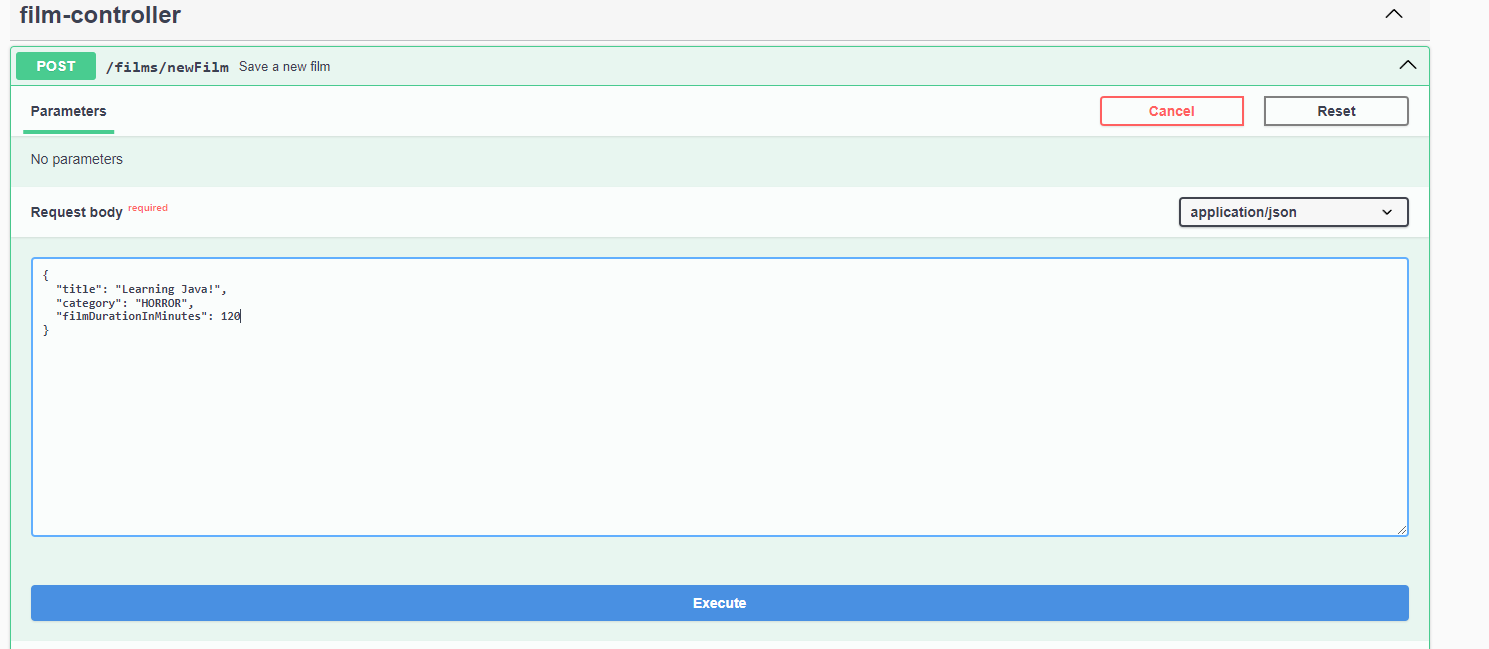 film-controller
POST /films/newFilm Save a new film
Parameters
Cancel
Reset
No parameters
Request body required
application/json
{
  "title": "Learning Java!",
  "category": "HORROR",
  "filmDurationInMinutes": 120
}
Execute